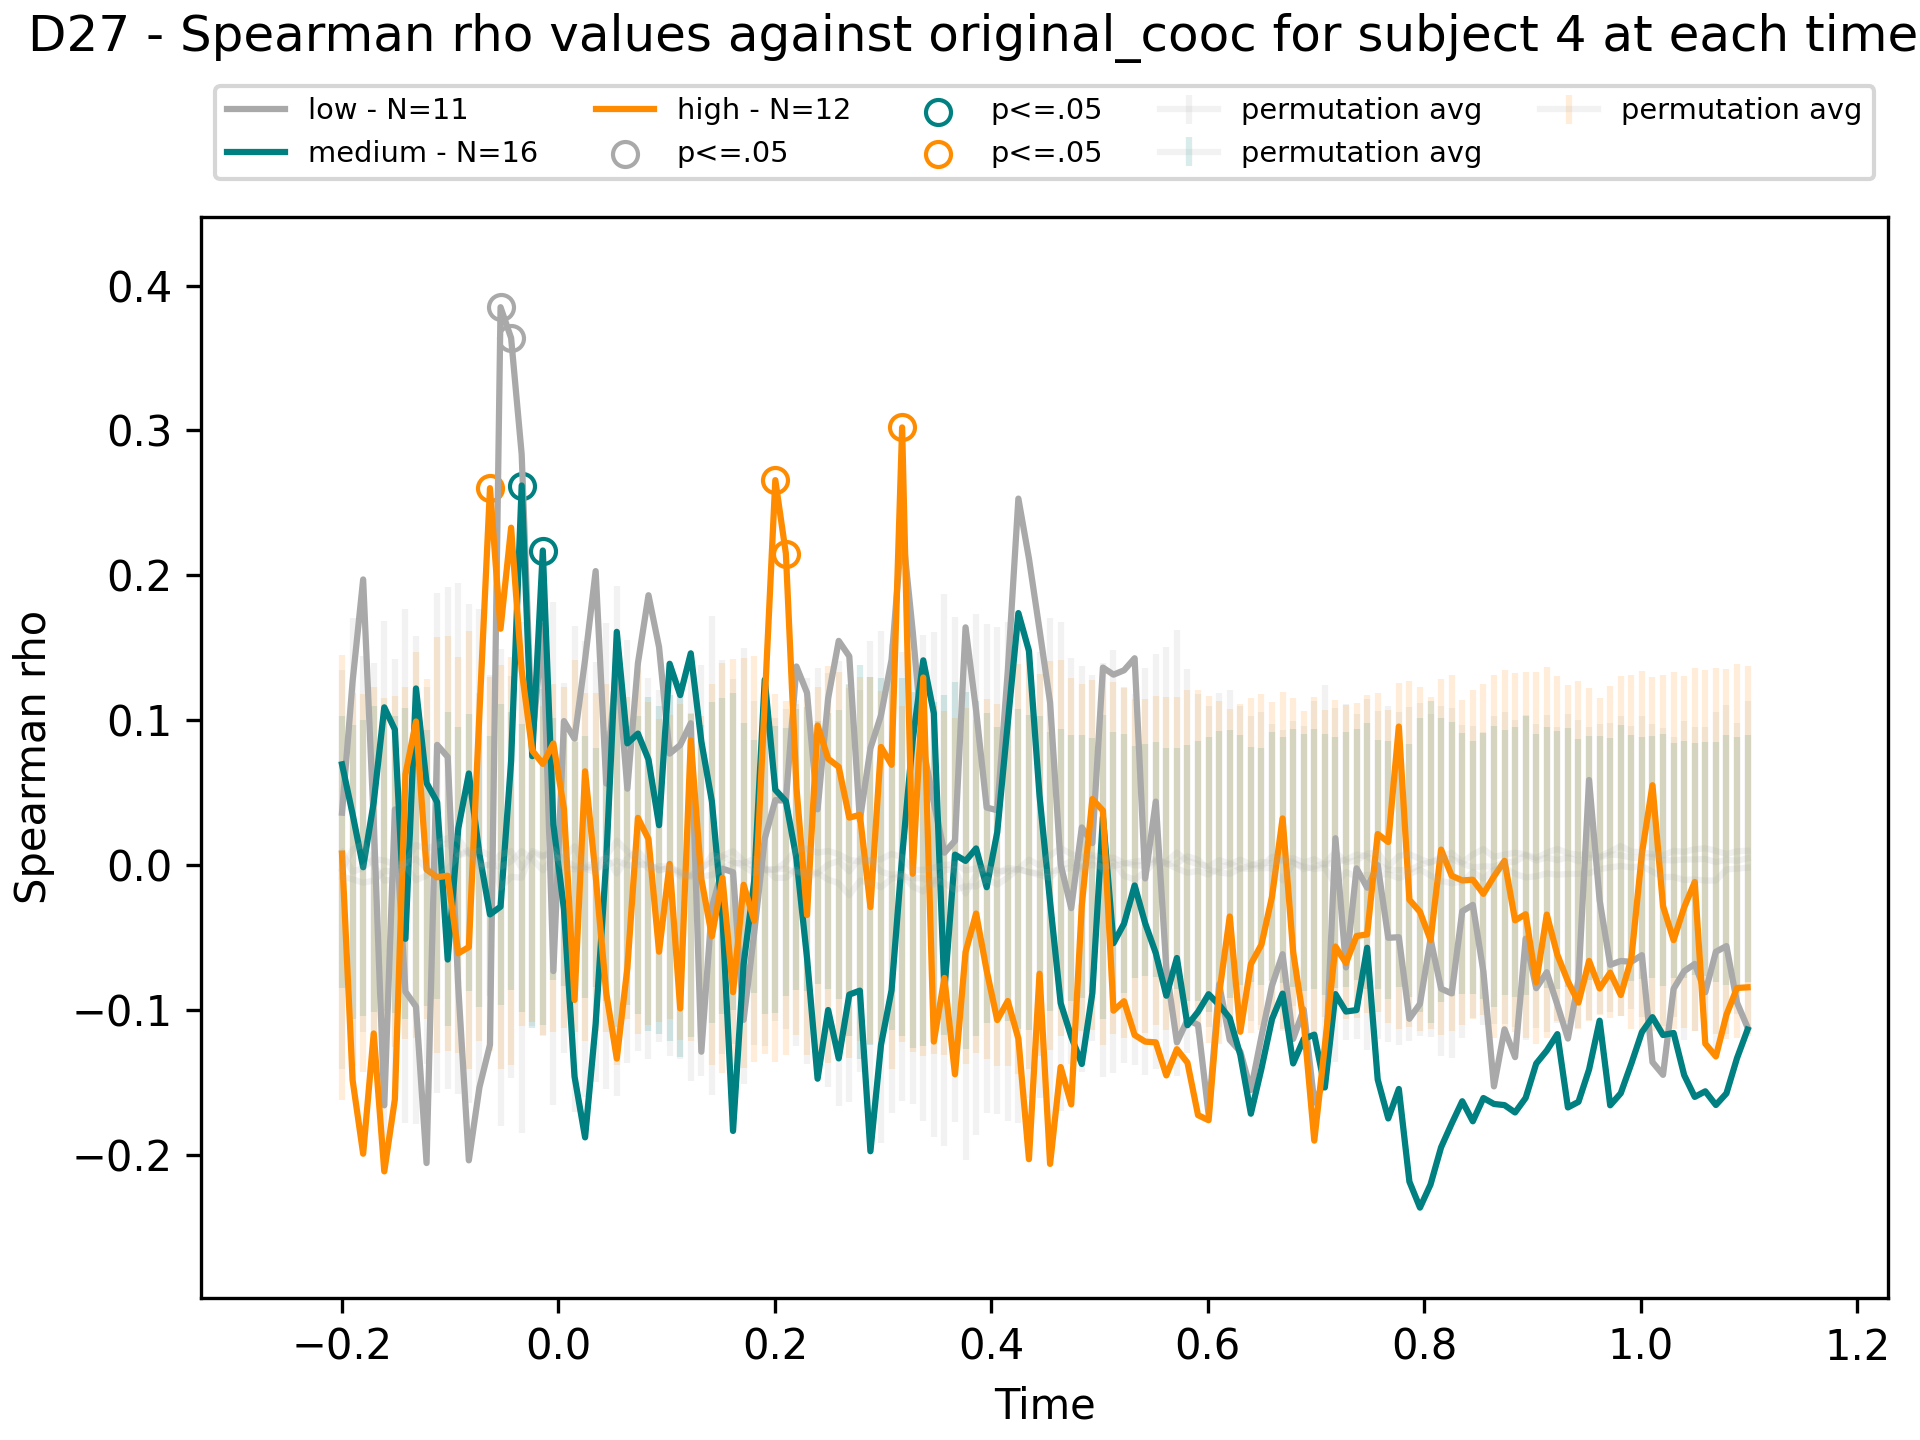 D27 - Spearman rho values against original_cooc for subject 4 at each time
low - N=11
medium - N=16
high - N=12
p<=.05
p<=.05
p<=.05
permutation avg
permutation avg
permutation avg
Spearman rho
0.4
0.3
0.2
0.1
0.0
−0.1
−0.2
−0.2 0.0 0.2 0.4 0.6 0.8 1.0 1.2
Time